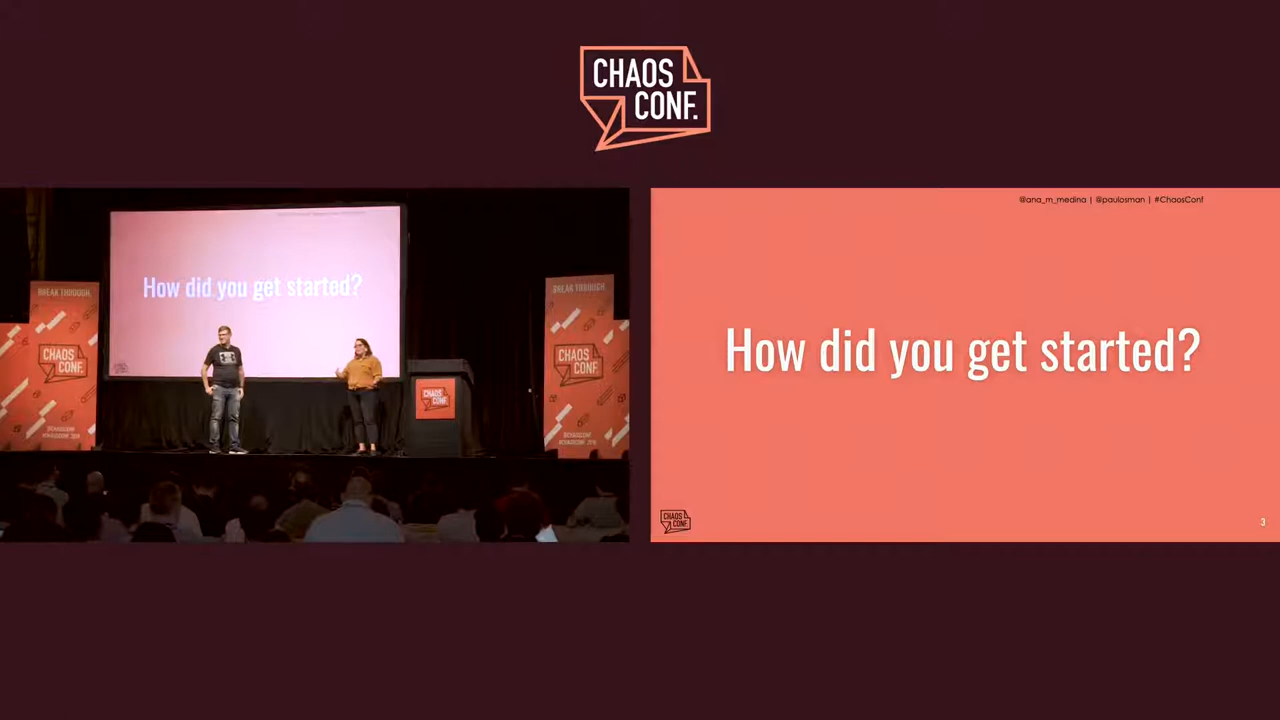 CHAOS
CONF.
How did you get started?
BREAK THROUGH.
CHAOS
CONF.
BREAK THROUGH.
CHAOS
CONF.
CHAOS
CONF.
@ana_m_medina | @paulosman | #ChaosConf
How did you get started?
CHAOS
CONF.
3